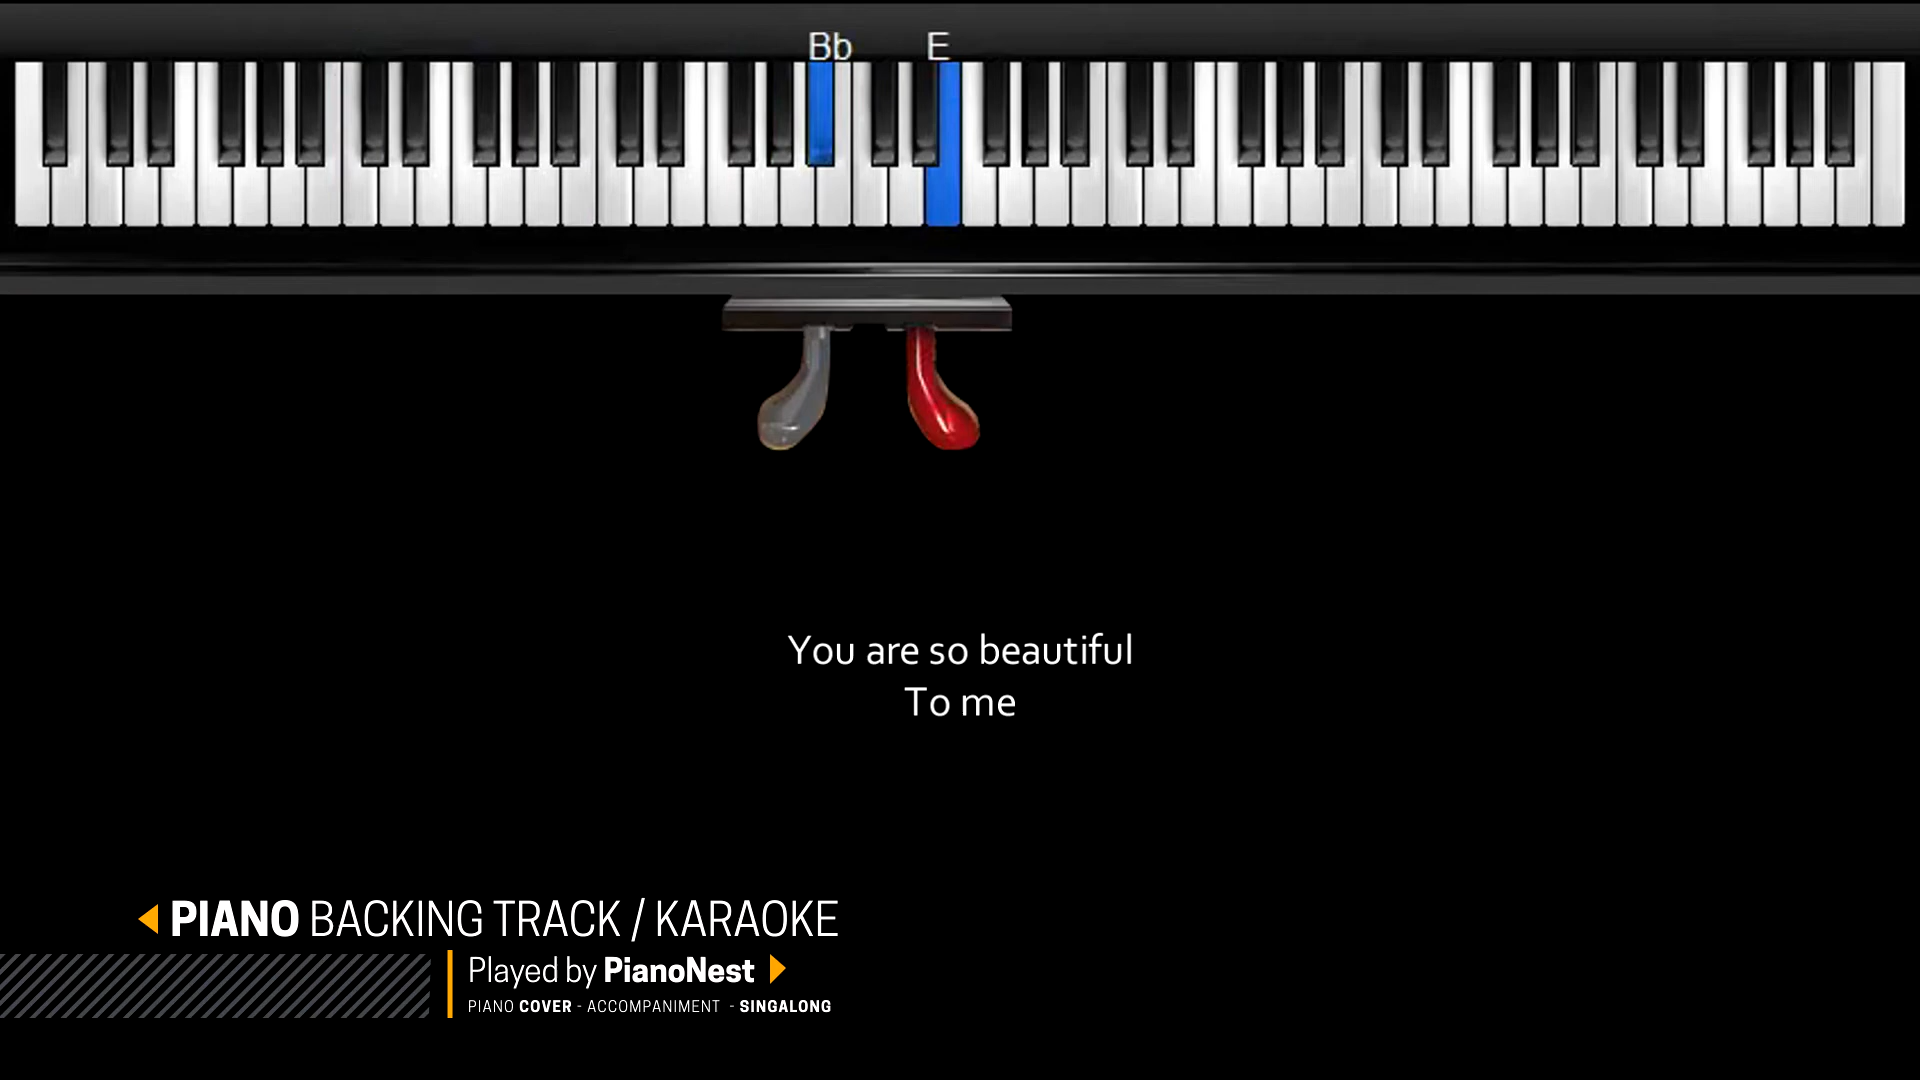 Bb E
You are so beautiful
To me
PIANO BACKING TRACK / KARAOKE
Played by PianoNest
PIANO COVER - ACCOMPANIMENT - SINGALONG